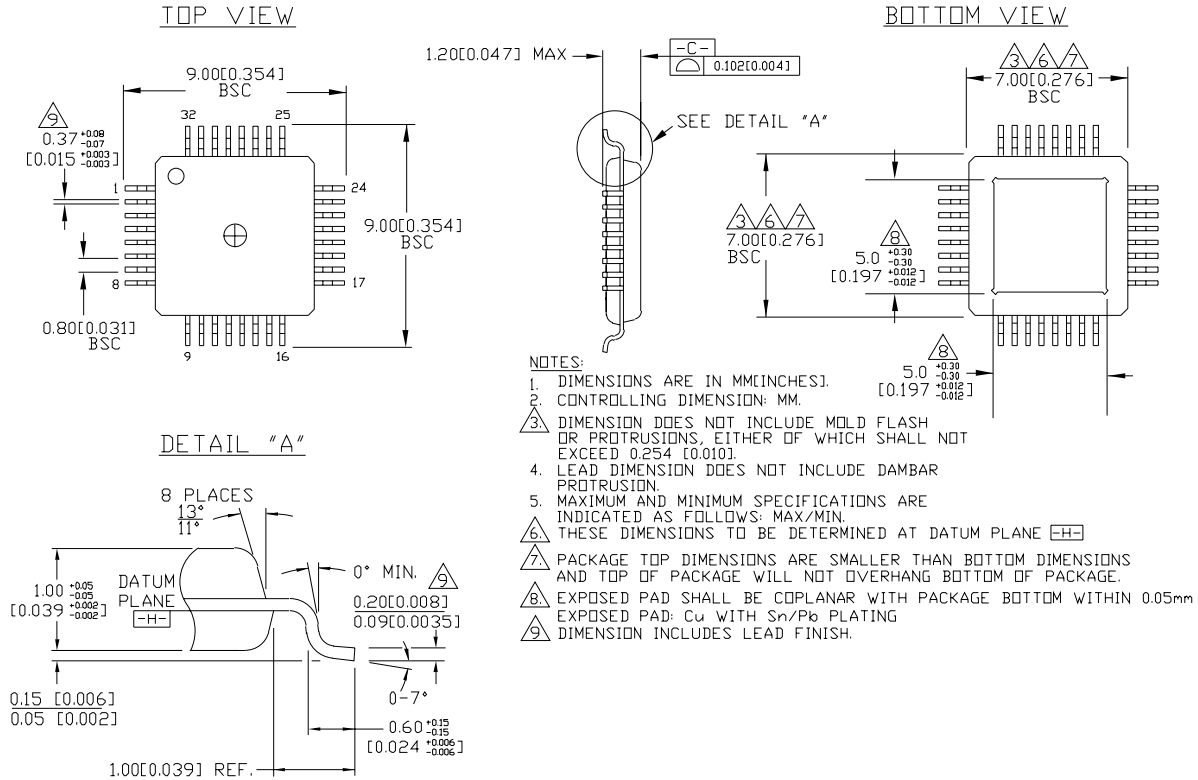 TOP VIEW
9.00[0.354]
BSC
9
0.37 +0.08 -0.07
[0.015 +0.003 -0.003]
32
25
1
24
8
17
9
16
9.00[0.354]
BSC
0.80[0.031]
BSC
1.20[0.047] MAX
-C-
0.102[0.004]
SEE DETAIL "A"
3 6 7
7.00[0.276]
BSC
BOTTOM VIEW
3 6 7
7.00[0.276]
BSC
8
5.0 +0.30 -0.30
[0.197 +0.012 -0.012]
8
5.0 +0.30 -0.30
[0.197 +0.012 -0.012]
NOTES:
1. DIMENSIONS ARE IN MM[INCHES].
2. CONTROLLING DIMENSION: MM.
3. DIMENSION DOES NOT INCLUDE MOLD FLASH
OR PROTRUSIONS, EITHER OF WHICH SHALL NOT
EXCEED 0.254 [0.010].
4. LEAD DIMENSION DOES NOT INCLUDE DAMBAR
PROTRUSION.
5. MAXIMUM AND MINIMUM SPECIFICATIONS ARE
INDICATED AS FOLLOWS: MAX/MIN.
6. THESE DIMENSIONS TO BE DETERMINED AT DATUM PLANE -H-
7. PACKAGE TOP DIMENSIONS ARE SMALLER THAN BOTTOM DIMENSIONS
AND TOP OF PACKAGE WILL NOT OVERHANG BOTTOM OF PACKAGE.
8. EXPOSED PAD SHALL BE COPLANAR WITH PACKAGE BOTTOM WITHIN 0.05mm
EXPOSED PAD: Cu WITH Sn/Pb PLATING
9. DIMENSION INCLUDES LEAD FINISH.
DETAIL "A"
8 PLACES
13°
11°
1.00 +0.05 -0.05
[0.039 +0.002 -0.002]
DATUM
PLANE
-H-
0° MIN.
9
0.20[0.008]
0.09[0.0035]
0-7°
0.15 [0.006]
0.05 [0.002]
0.60 +0.15 -0.15
[0.024 +0.006 -0.006]
1.00[0.039] REF.